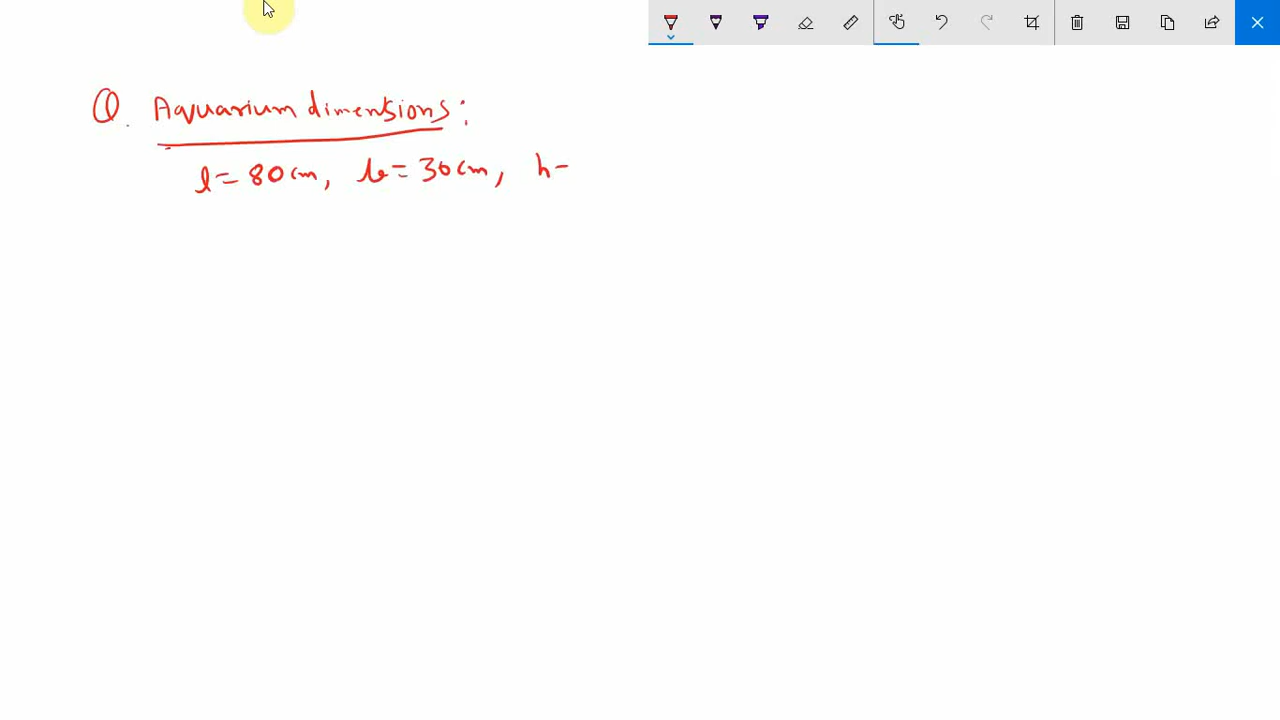 Q. Aquarium dimensions:
l = 80 cm, b = 30 cm, h -